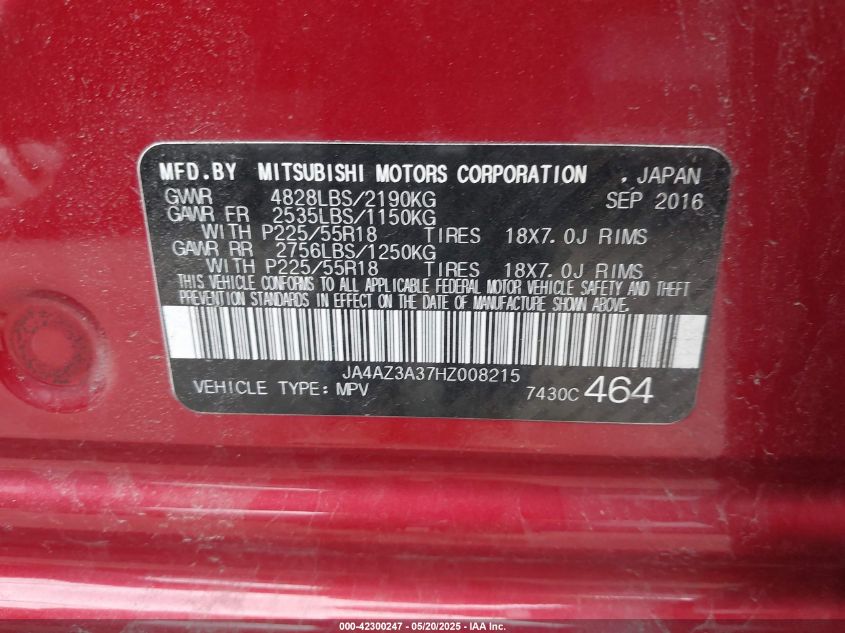 MFD.BY MITSUBISHI MOTORS CORPORATION , JAPAN
GVWR 4828LBS/2190KG SEP 2016
GAWR FR 2535LBS/1150KG
WITH P225/55R18 TIRES 18X7.0J RIMS
GAWR RR 2756LBS/1250KG
WITH P225/55R18 TIRES 18X7.0J RIMS
THIS VEHICLE CONFORMS TO ALL APPLICABLE FEDERAL MOTOR VEHICLE SAFETY AND THEFT
PREVENTION STANDARDS IN EFFECT ON THE DATE OF MANUFACTURE SHOWN ABOVE.
JA4AZ3A37HZ008215
VEHICLE TYPE: MPV 7430C 464
000-42300247 - 05/20/2025 - IAA Inc.